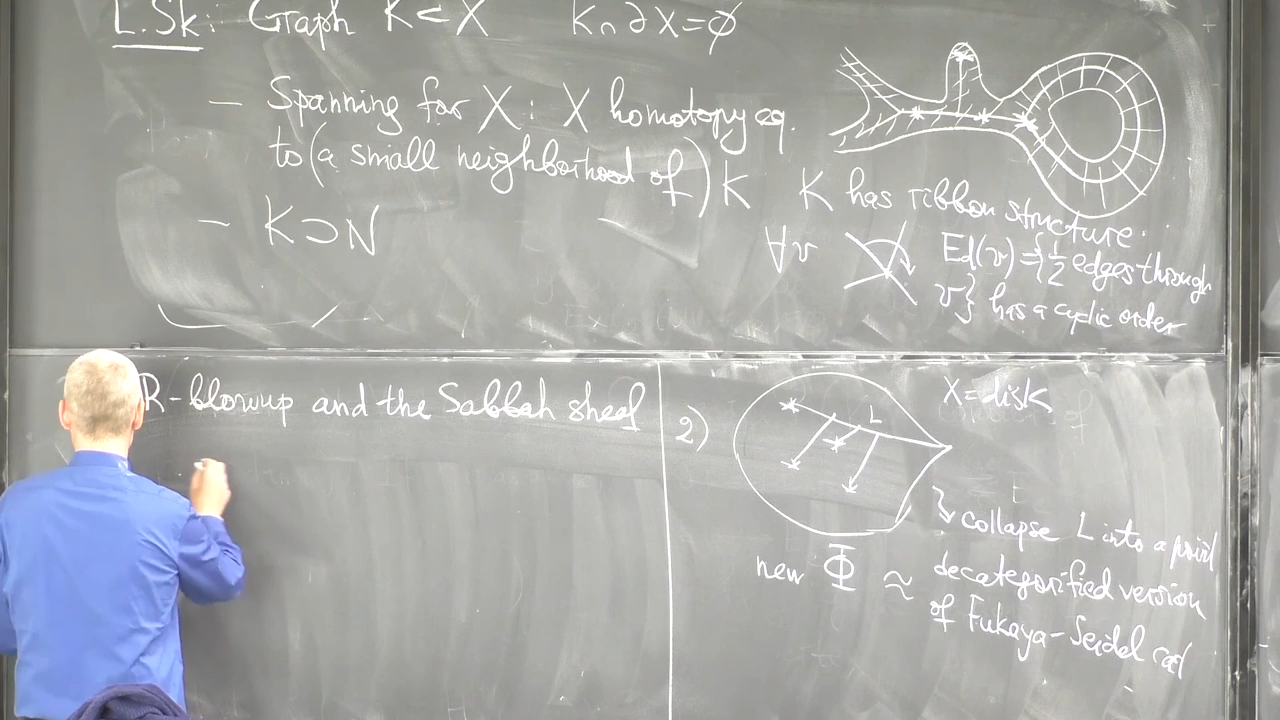 L.Sk: Graph K ⊂ X K ∩ ∂X = ∅
— Spanning for X : X homotopy eq.
to (a small neighborhood of) K
— K ⊃ N
K has ribbon structure.
∀v Ed(v) = {½ edges through
v} has a cyclic order
R-blowup and the Sabbah sheaf
2) L X = disk
collapse L into a point
new Φ ≈ decategorified version
of Fukaya-Seidel cat